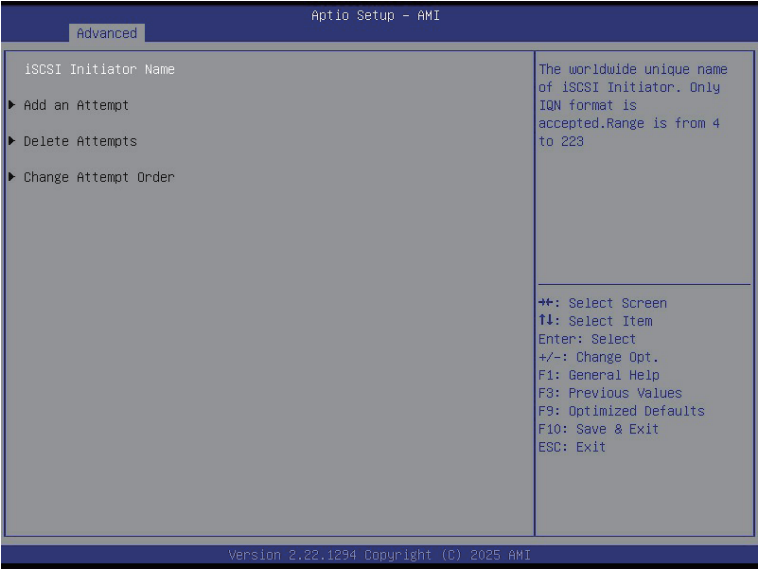 Aptio Setup – AMI
Advanced
iSCSI Initiator Name
▶ Add an Attempt
▶ Delete Attempts
▶ Change Attempt Order
The worldwide unique name
of iSCSI Initiator. Only
IQN format is
accepted.Range is from 4
to 223
→←: Select Screen
↑↓: Select Item
Enter: Select
+/-: Change Opt.
F1: General Help
F3: Previous Values
F9: Optimized Defaults
F10: Save & Exit
ESC: Exit
Version 2.22.1294 Copyright (C) 2025 AMI